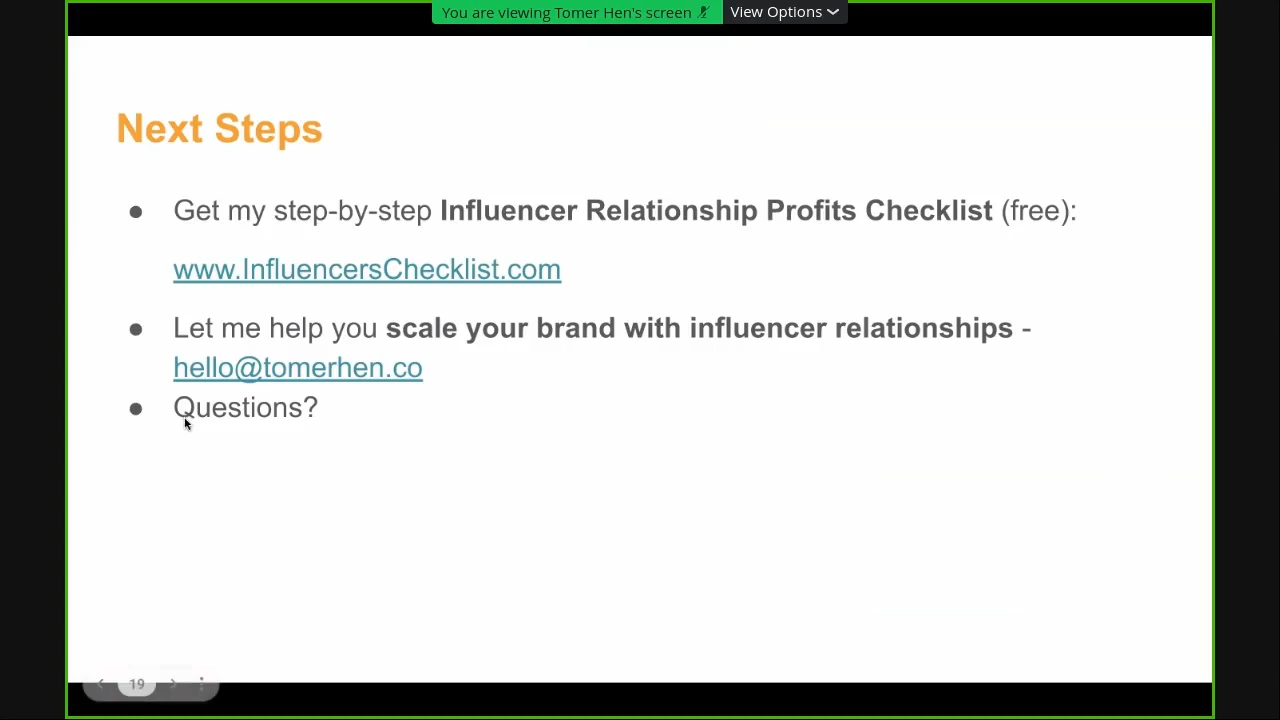 You are viewing Tomer Hen's screen
View Options
Next Steps
● Get my step-by-step Influencer Relationship Profits Checklist (free):
www.InfluencersChecklist.com
● Let me help you scale your brand with influencer relationships -
hello@tomerhen.co
● Questions?
19